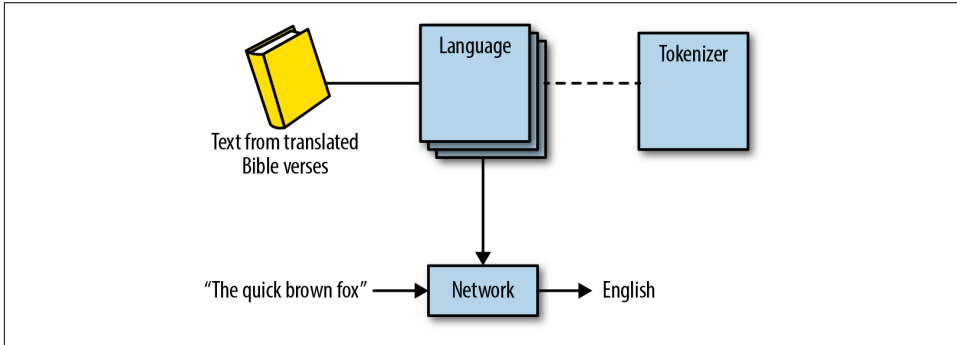 Language
Tokenizer
Text from translated
Bible verses
“The quick brown fox”
Network
English